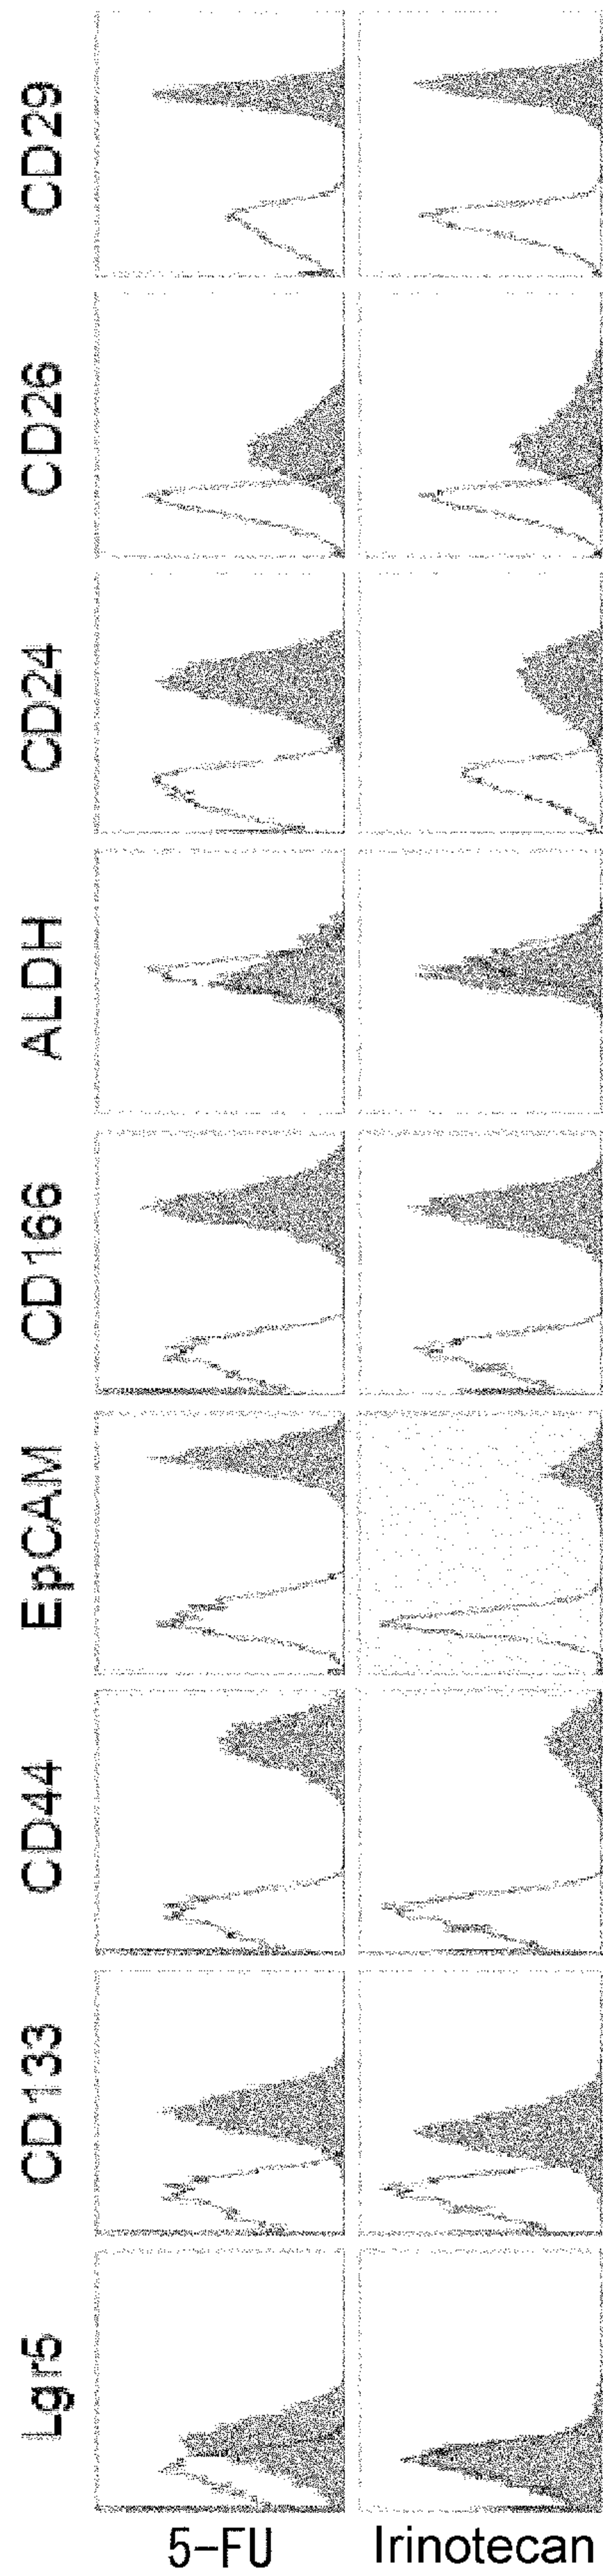 CD29
CD26
CD24
ALDH
CD166
EpCAM
CD44
CD133
Lgr5
5-FU
Irinotecan